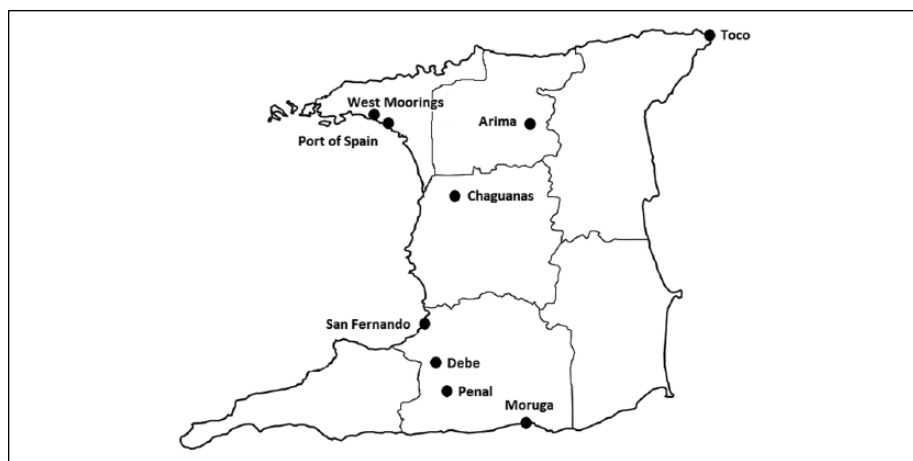 Toco
West Moorings
Arima
Port of Spain
Chaguanas
San Fernando
Debe
Penal
Moruga